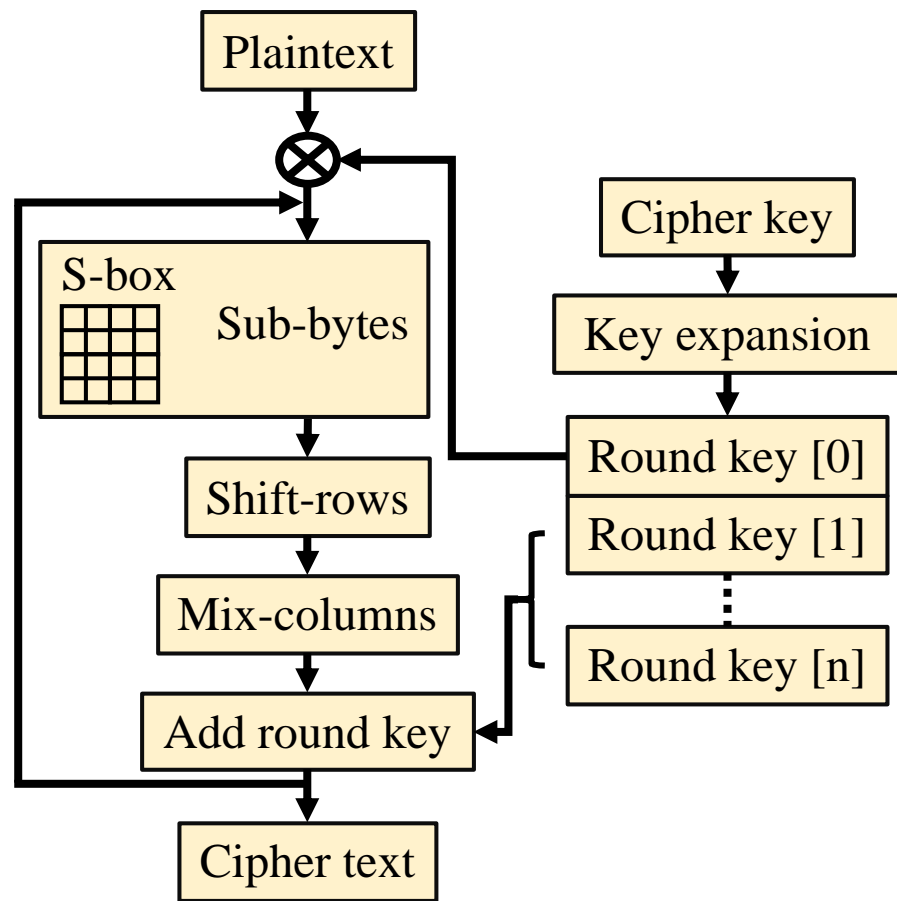 Plaintext
Cipher key
S-box
Sub-bytes
Key expansion
Round key [0]
Shift-rows
Round key [1]
Mix-columns
Round key [n]
Add round key
Cipher text